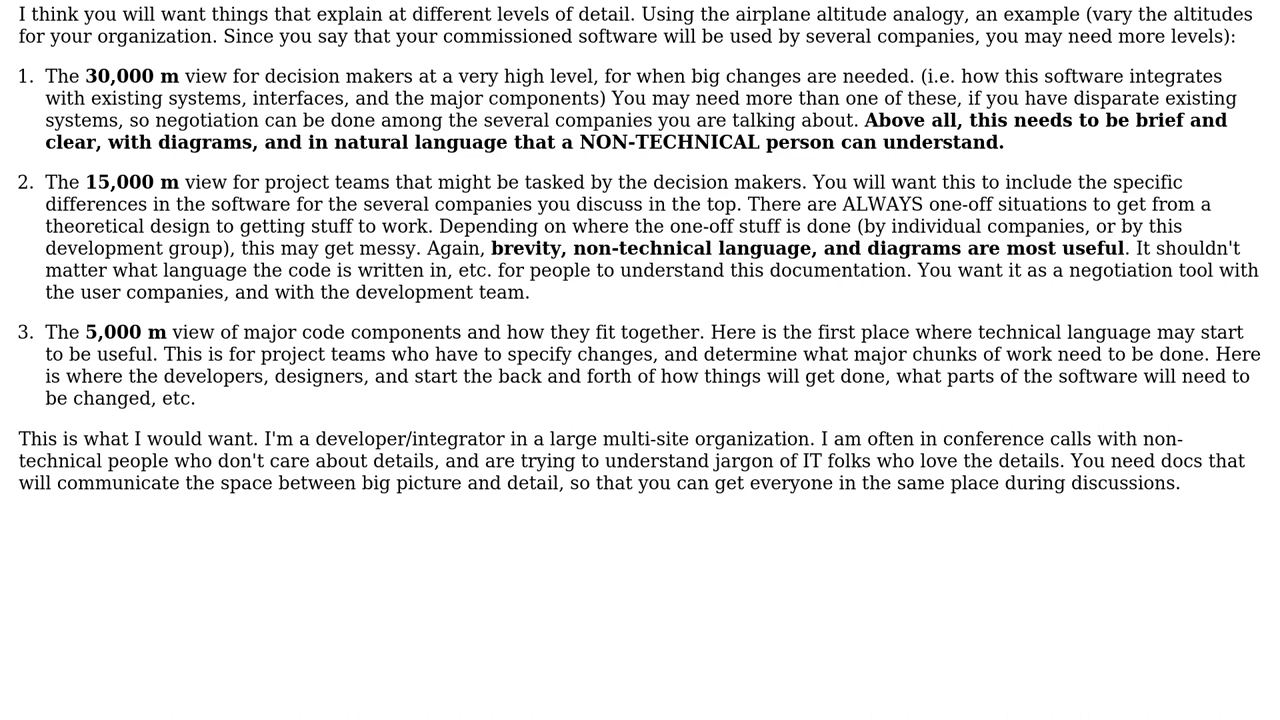 I think you will want things that explain at different levels of detail. Using the airplane altitude analogy, an example (vary the altitudes
for your organization. Since you say that your commissioned software will be used by several companies, you may need more levels):
1. The 30,000 m view for decision makers at a very high level, for when big changes are needed. (i.e. how this software integrates
with existing systems, interfaces, and the major components) You may need more than one of these, if you have disparate existing
systems, so negotiation can be done among the several companies you are talking about. Above all, this needs to be brief and
clear, with diagrams, and in natural language that a NON-TECHNICAL person can understand.
2. The 15,000 m view for project teams that might be tasked by the decision makers. You will want this to include the specific
differences in the software for the several companies you discuss in the top. There are ALWAYS one-off situations to get from a
theoretical design to getting stuff to work. Depending on where the one-off stuff is done (by individual companies, or by this
development group), this may get messy. Again, brevity, non-technical language, and diagrams are most useful. It shouldn't
matter what language the code is written in, etc. for people to understand this documentation. You want it as a negotiation tool with
the user companies, and with the development team.
3. The 5,000 m view of major code components and how they fit together. Here is the first place where technical language may start
to be useful. This is for project teams who have to specify changes, and determine what major chunks of work need to be done. Here
is where the developers, designers, and start the back and forth of how things will get done, what parts of the software will need to
be changed, etc.
This is what I would want. I'm a developer/integrator in a large multi-site organization. I am often in conference calls with non-
technical people who don't care about details, and are trying to understand jargon of IT folks who love the details. You need docs that
will communicate the space between big picture and detail, so that you can get everyone in the same place during discussions.